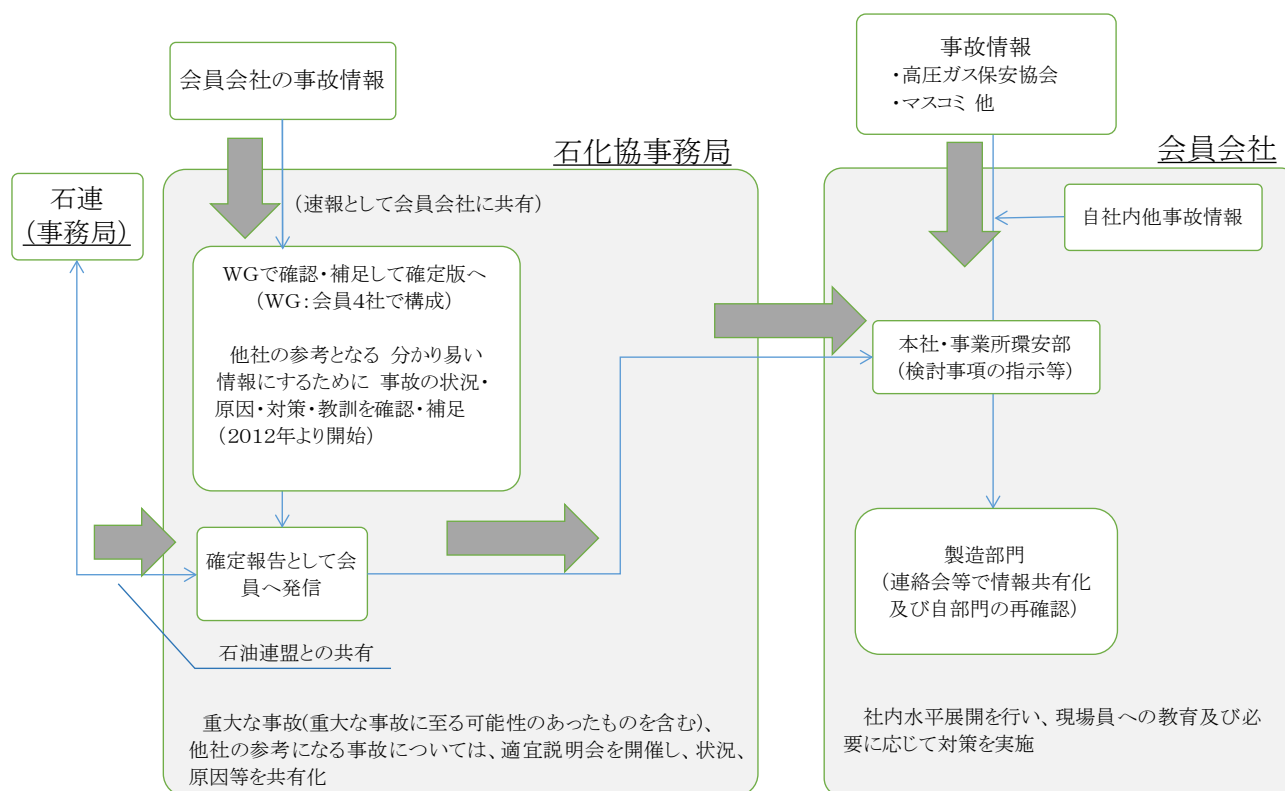 会員会社の事故情報
事故情報
・高圧ガス保安協会
・マスコミ 他
石化協事務局
会員会社
石連
(事務局)
(速報として会員会社に共有)
自社内他事故情報
WGで確認・補足して確定版へ
(WG:会員4社で構成)
他社の参考となる 分かり易い
情報にするために 事故の状況・
原因・対策・教訓を確認・補足
(2012年より開始)
本社・事業所環安部
(検討事項の指示等)
確定報告として会
員へ発信
製造部門
(連絡会等で情報共有化
及び自部門の再確認)
石油連盟との共有
重大な事故(重大な事故に至る可能性のあったものを含む)、
他社の参考になる事故については、適宜説明会を開催し、状況、
原因等を共有化
社内水平展開を行い、現場員への教育及び必
要に応じて対策を実施